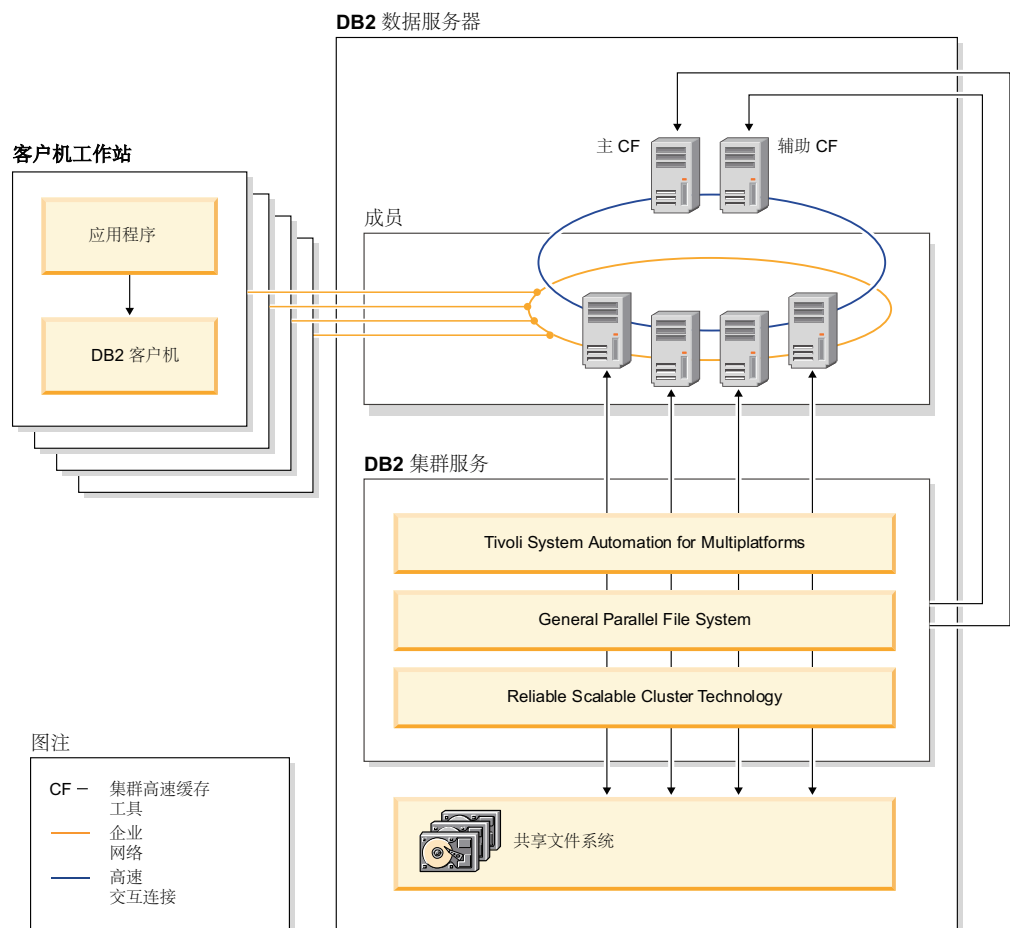 DB2 数据服务器
主 CF
辅助 CF
客户机工作站
成员
应用程序
DB2 客户机
DB2 集群服务
Tivoli System Automation for Multiplatforms
General Parallel File System
Reliable Scalable Cluster Technology
共享文件系统
图注
CF – 集群高速缓存
工具
企业
网络
高速
交互连接